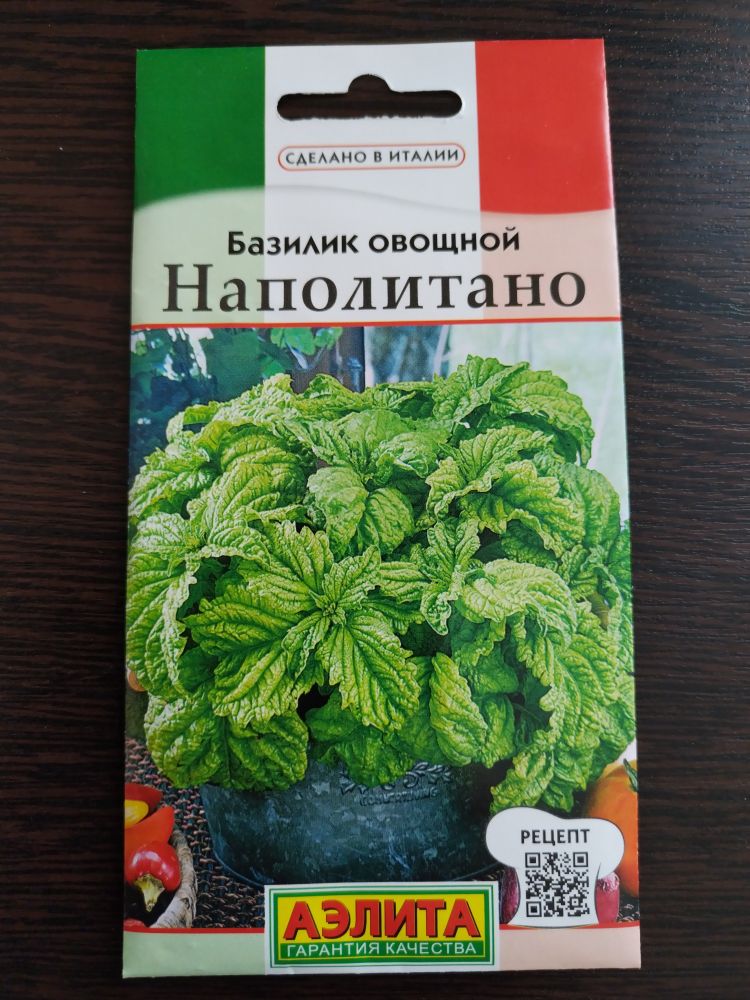 СДЕЛАНО В ИТАЛИИ
Базилик овощной
Наполитано
РЕЦЕПТ
АЭЛИТА
ГАРАНТИЯ КАЧЕСТВА